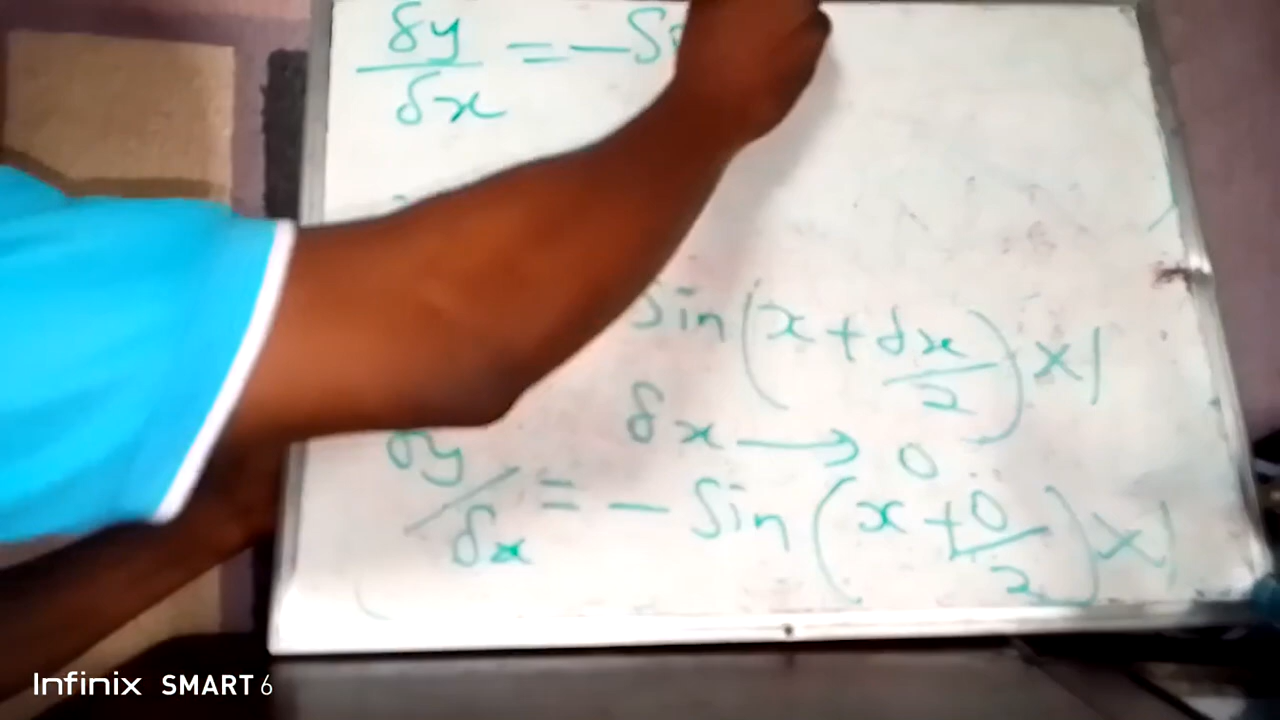 δy/δx = -S
Sin(x + δx/2) × 1
δx → 0
δy/δx = - Sin(x + 0/2) × 1
Infinix SMART 6